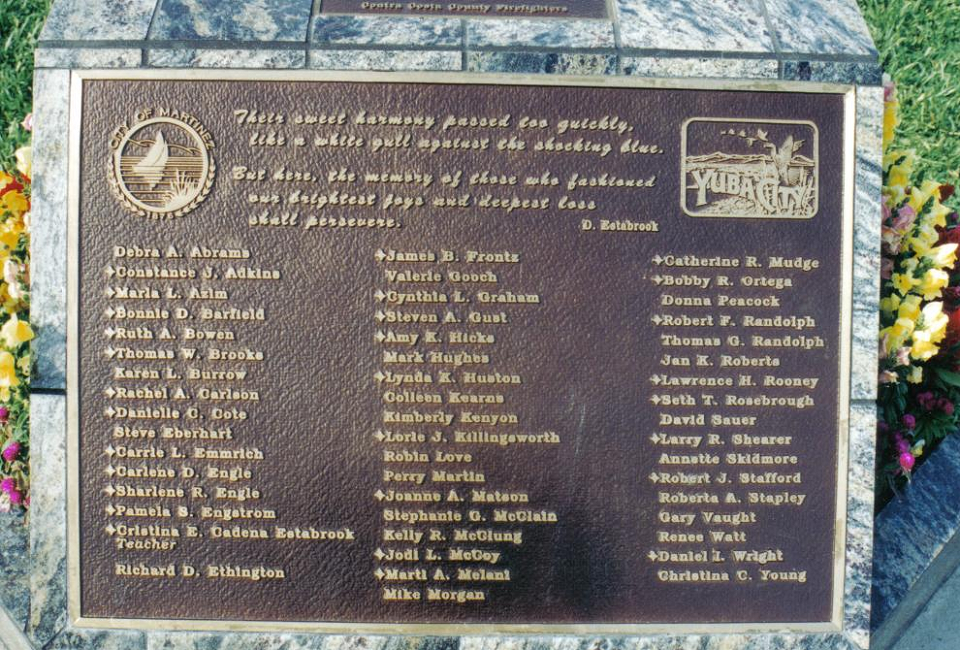 Contra Costa County Firefighters
CITY OF MARTINEZ
Their sweet harmony passed too quickly,
like a white gull against the shocking blue.
But here, the memory of those who fashioned
our brightest joys and deepest loss
shall persevere.
D. Estabrook
YUBA CITY
Debra A. Abrams
✦Constance J. Adkins
✦Marla L. Azim
✦Bonnie D. Barfield
✦Ruth A. Bowen
✦Thomas W. Brooks
Karen L. Burrow
✦Rachel A. Carlson
✦Danielle C. Cote
Steve Eberhart
✦Carrie L. Emmrich
✦Carlene D. Engle
✦Sharlene R. Engle
✦Pamela S. Engstrom
✦Cristina E. Cadena Estabrook
Teacher
Richard D. Ethington
✦James B. Frontz
Valerie Gooch
✦Cynthia L. Graham
✦Steven A. Gust
✦Amy K. Hicks
Mark Hughes
✦Lynda K. Huston
Colleen Kearns
Kimberly Kenyon
✦Lorie J. Killingsworth
Robin Love
Perry Martin
✦Joanne A. Matson
Stephanie G. McClain
Kelly R. McClung
✦Jodi L. McCoy
✦Marti A. Melani
Mike Morgan
✦Catherine R. Mudge
✦Bobby R. Ortega
Donna Peacock
✦Robert F. Randolph
Thomas G. Randolph
Jan K. Roberts
✦Lawrence H. Rooney
✦Seth T. Rosebrough
David Sauer
✦Larry R. Shearer
Annette Skidmore
✦Robert J. Stafford
Roberta A. Stapley
Gary Vaught
Renee Watt
✦Daniel I. Wright
Christina C. Young